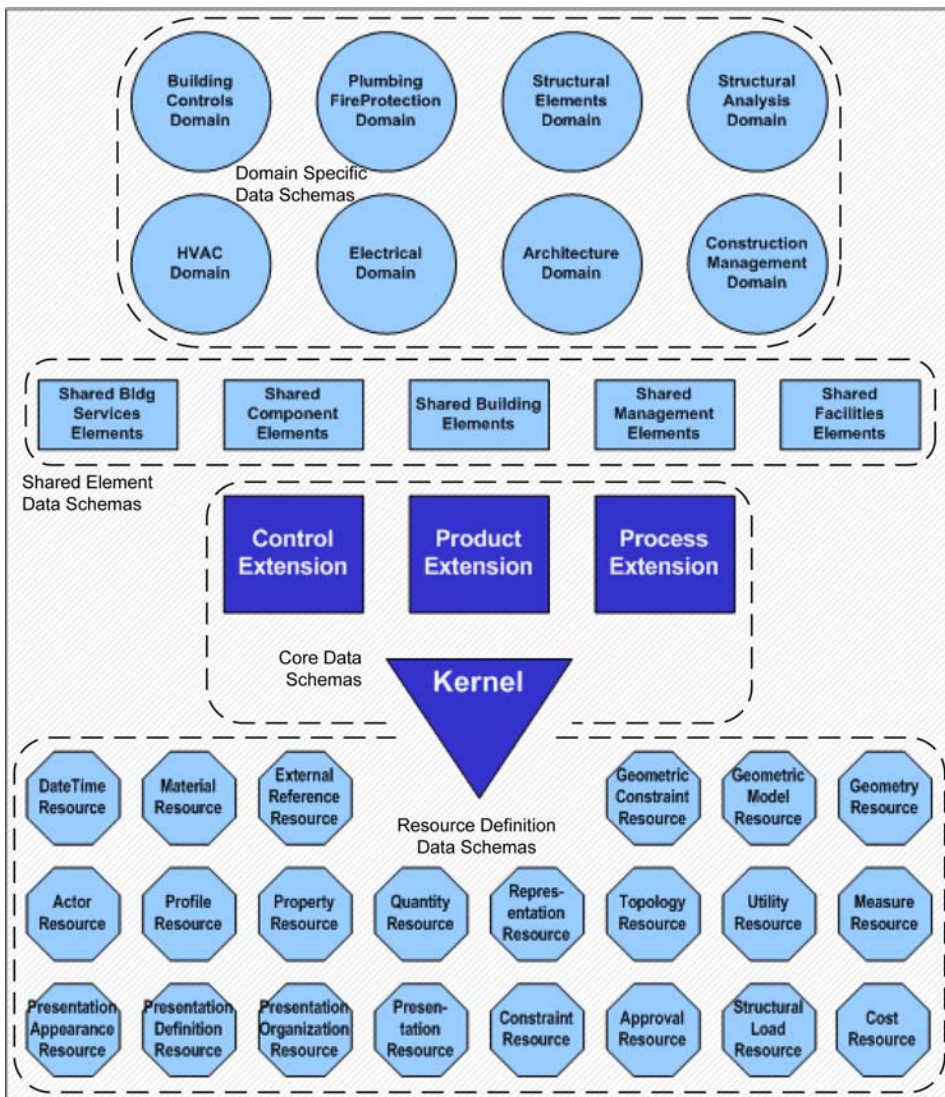 Building
Controls
Domain
Plumbing
FireProtection
Domain
Structural
Elements
Domain
Structural
Analysis
Domain
Domain Specific
Data Schemas
HVAC
Domain
Electrical
Domain
Architecture
Domain
Construction
Management
Domain
Shared Bldg
Services
Elements
Shared
Component
Elements
Shared Building
Elements
Shared
Management
Elements
Shared
Facilities
Elements
Shared Element
Data Schemas
Control
Extension
Product
Extension
Process
Extension
Core Data
Schemas
Kernel
DateTime
Resource
Material
Resource
External
Reference
Resource
Geometric
Constraint
Resource
Geometric
Model
Resource
Geometry
Resource
Resource Definition
Data Schemas
Actor
Resource
Profile
Resource
Property
Resource
Quantity
Resource
Repres-
entation
Resource
Topology
Resource
Utility
Resource
Measure
Resource
Presentation
Appearance
Resource
Presentation
Definition
Resource
Presentation
Organization
Resource
Presen-
tation
Resource
Constraint
Resource
Approval
Resource
Structural
Load
Resource
Cost
Resource